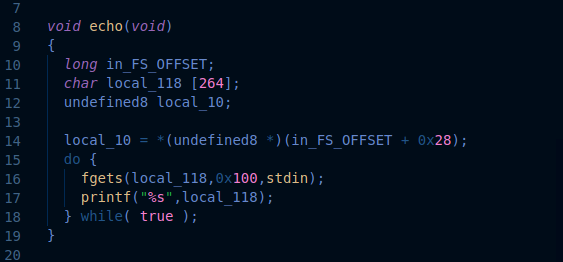 7
8 void echo(void)
9 {
10 long in_FS_OFFSET;
11 char local_118 [264];
12 undefined8 local_10;
13
14 local_10 = *(undefined8 *)(in_FS_OFFSET + 0x28);
15 do {
16 fgets(local_118,0x100,stdin);
17 printf("%s",local_118);
18 } while( true );
19 }
20